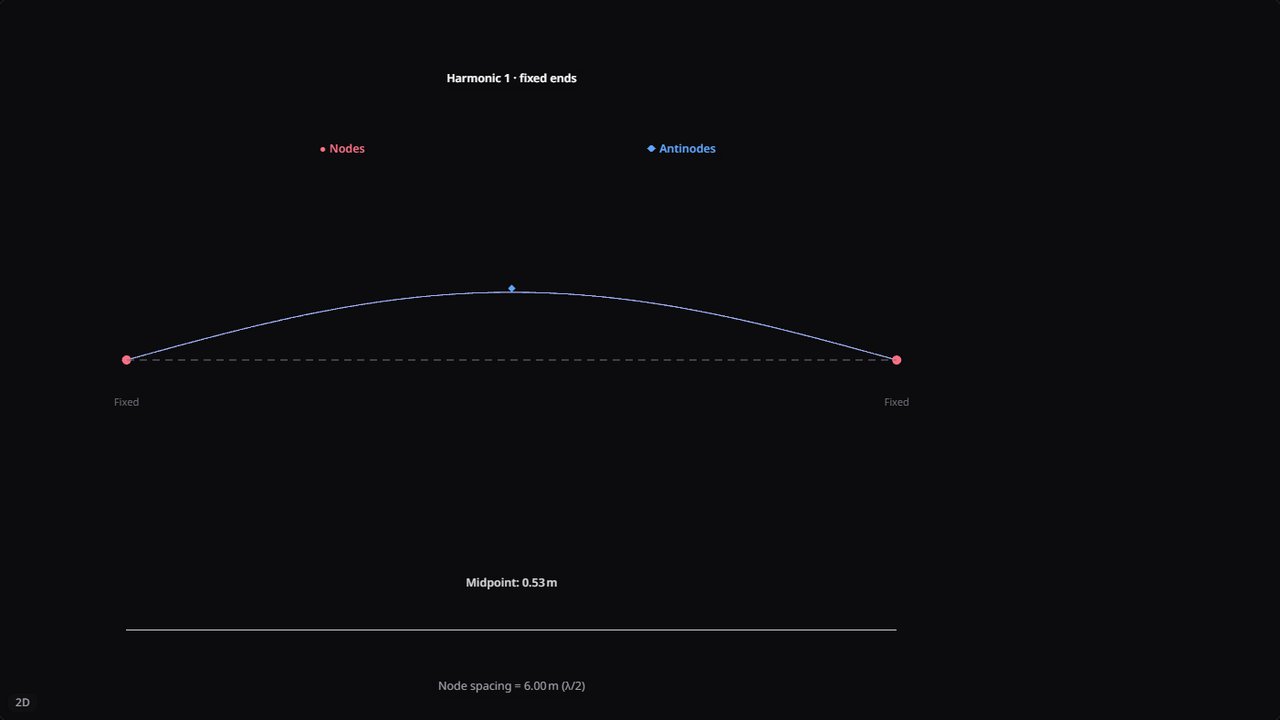 Harmonic 1 · fixed ends
Nodes
Antinodes
Fixed
Fixed
Midpoint: 0.53 m
Node spacing = 6.00 m (λ/2)
2D